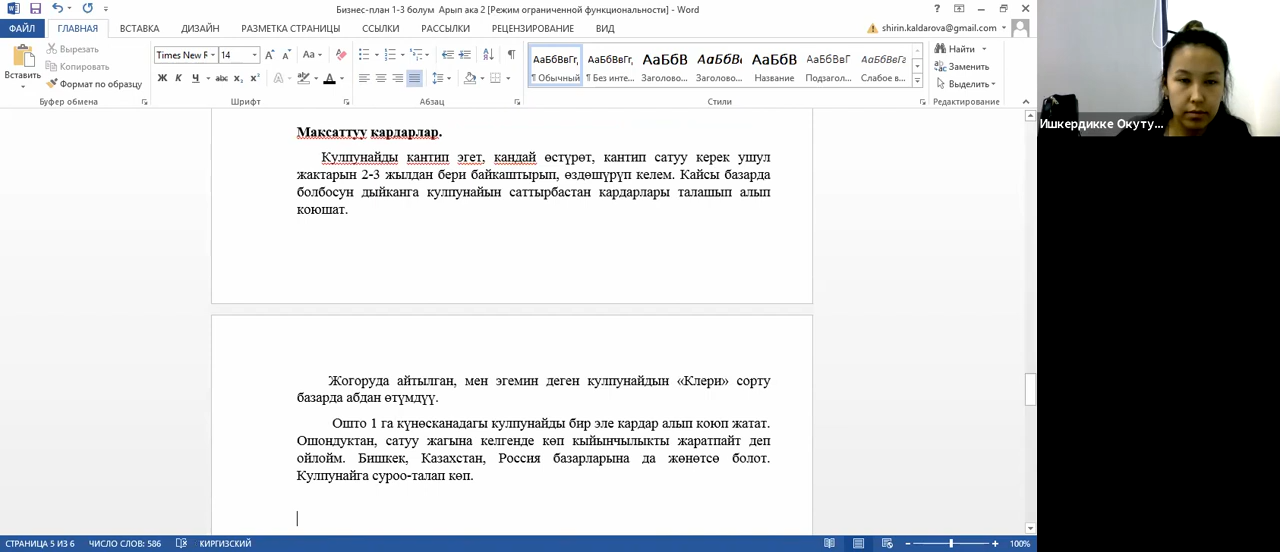 Бизнес-план 1-3 болум Арып ака 2 [Режим ограниченной функциональности] - Word
ФАЙЛ ГЛАВНАЯ ВСТАВКА ДИЗАЙН РАЗМЕТКА СТРАНИЦЫ ССЫЛКИ РАССЫЛКИ РЕЦЕНЗИРОВАНИЕ ВИД shirin.kaldarova@gmail.com
Вставить
Вырезать
Копировать
Формат по образцу
Буфер обмена
Times New R 14
Ж К Ч abc x₂ x²
Шрифт
Абзац
АаБбВвГг, АаБбВвГг, АаБбВ АаБбВ АаБбВ АаБбВвГ АаБбВвГг
¶ Обычный ¶ Без инте... Заголово... Заголово... Название Подзагол... Слабое в...
Стили
Найти
Заменить
Выделить
Редактирование
Ишкердикке Окуту...
Максаттуу кардарлар.
Кулпунайды кантип эгет, кандай өстүрөт, кантип сатуу керек ушул
жактарын 2-3 жылдан бери байкаштырып, өздөшүрүп келем. Кайсы базарда
болбосун дыйканга кулпунайын саттырбастан кардарлары талашып алып
коюшат.
Жогоруда айтылган, мен эгемин деген кулпунайдын «Клери» сорту
базарда абдан өтүмдүү.
Ошто 1 га күнөсканадагы кулпунайды бир эле кардар алып коюп жатат.
Ошондуктан, сатуу жагына келгенде көп кыйынчылыкты жаратпайт деп
ойлойм. Бишкек, Казахстан, Россия базарларына да жөнөтсө болот.
Кулпунайга суроо-талап көп.
СТРАНИЦА 5 ИЗ 6 ЧИСЛО СЛОВ: 586 КИРГИЗСКИЙ 100%